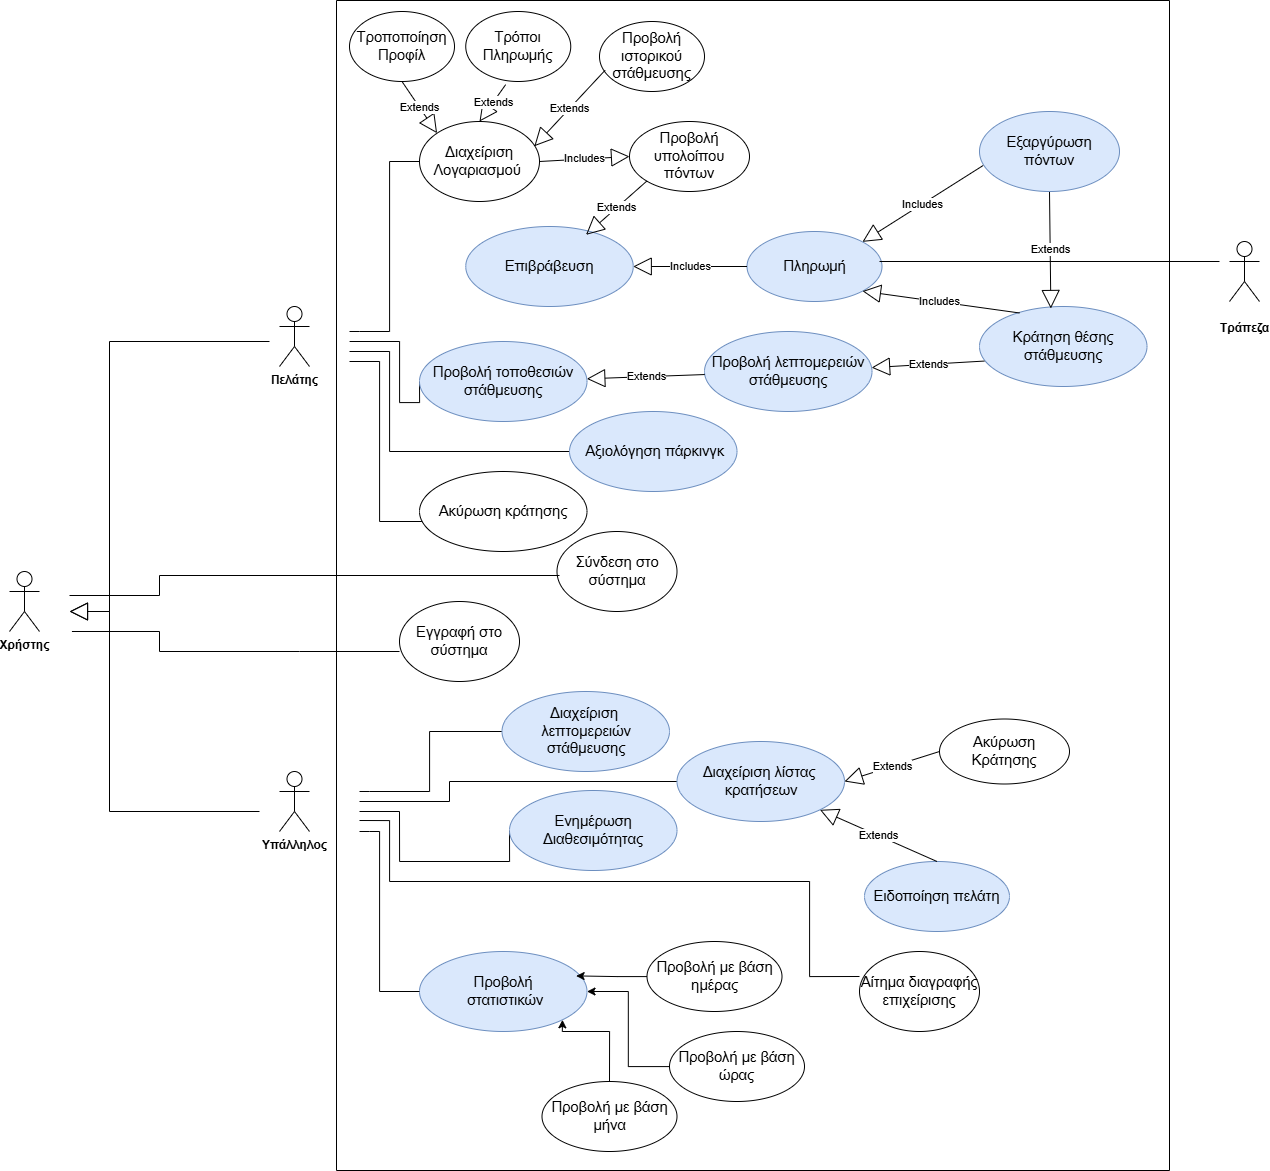 Τροποποίηση
Προφίλ
Τρόποι
Πληρωμής
Προβολή
ιστορικού
στάθμευσης
Extends
Extends
Extends
Διαχείριση
Λογαριασμού
Includes
Προβολή
υπολοίπου
πόντων
Εξαργύρωση
πόντων
Extends
Includes
Επιβράβευση
Includes
Πληρωμή
Extends
Includes
Τράπεζα
Πελάτης
Προβολή τοποθεσιών
στάθμευσης
Extends
Προβολή λεπτομερειών
στάθμευσης
Extends
Κράτηση θέσης
στάθμευσης
Αξιολόγηση πάρκινγκ
Ακύρωση κράτησης
Σύνδεση στο
σύστημα
Χρήστης
Εγγραφή στο
σύστημα
Διαχείριση
λεπτομερειών
στάθμευσης
Διαχείριση λίστας
κρατήσεων
Extends
Ακύρωση
Κράτησης
Υπάλληλος
Ενημέρωση
Διαθεσιμότητας
Extends
Ειδοποίηση πελάτη
Προβολή
στατιστικών
Προβολή με βάση
ημέρας
Αίτημα διαγραφής
επιχείρισης
Προβολή με βάση
ώρας
Προβολή με βάση
μήνα